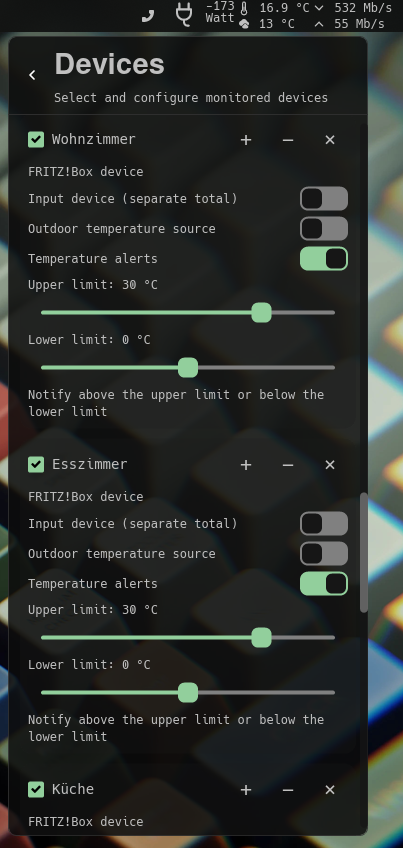 -173
Watt
16.9 °C
13 °C
532 Mb/s
55 Mb/s
Devices
Select and configure monitored devices
Wohnzimmer + − ×
FRITZ!Box device
Input device (separate total)
Outdoor temperature source
Temperature alerts
Upper limit: 30 °C
Lower limit: 0 °C
Notify above the upper limit or below the
lower limit
Esszimmer + − ×
FRITZ!Box device
Input device (separate total)
Outdoor temperature source
Temperature alerts
Upper limit: 30 °C
Lower limit: 0 °C
Notify above the upper limit or below the
lower limit
Küche + − ×
FRITZ!Box device